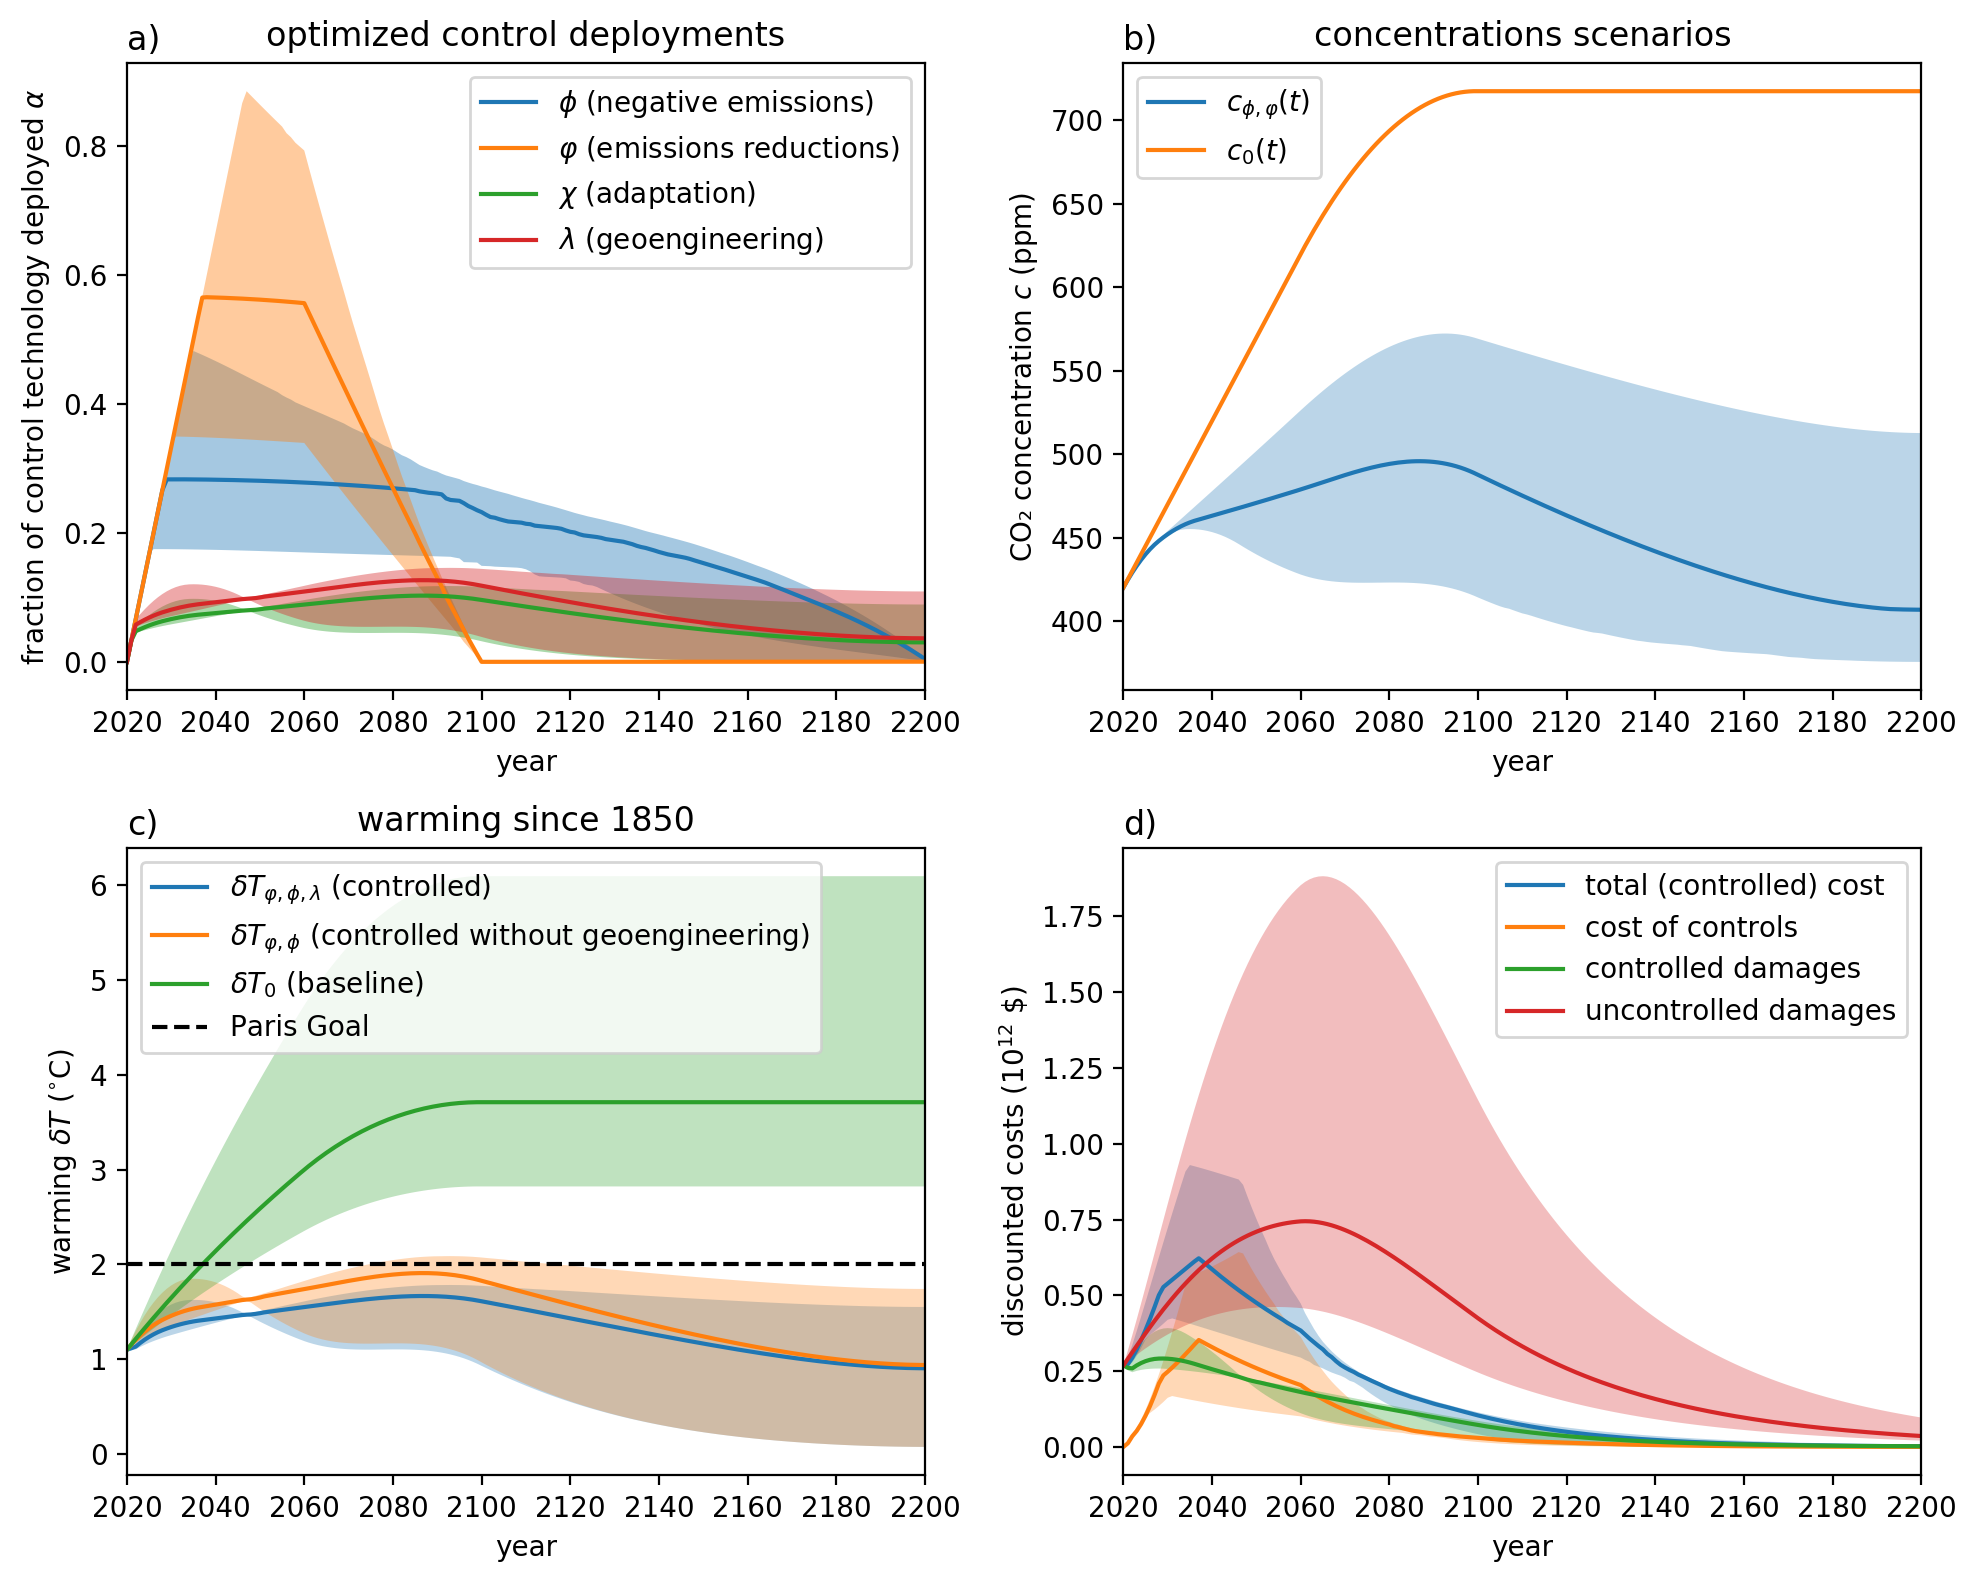 a)
optimized control deployments
fraction of control technology deployed α
0.8
0.6
0.4
0.2
0.0
ϕ (negative emissions)
φ (emissions reductions)
χ (adaptation)
λ (geoengineering)
2020 2040 2060 2080 2100 2120 2140 2160 2180 2200
year
b)
concentrations scenarios
CO₂ concentration c (ppm)
700
650
600
550
500
450
400
c_{ϕ,φ}(t)
c₀(t)
2020 2040 2060 2080 2100 2120 2140 2160 2180 2200
year
c)
warming since 1850
warming δT (°C)
6
5
4
3
2
1
0
δT_{φ,ϕ,λ} (controlled)
δT_{φ,ϕ} (controlled without geoengineering)
δT₀ (baseline)
Paris Goal
2020 2040 2060 2080 2100 2120 2140 2160 2180 2200
year
d)
discounted costs (10¹² $)
1.75
1.50
1.25
1.00
0.75
0.50
0.25
0.00
total (controlled) cost
cost of controls
controlled damages
uncontrolled damages
2020 2040 2060 2080 2100 2120 2140 2160 2180 2200
year